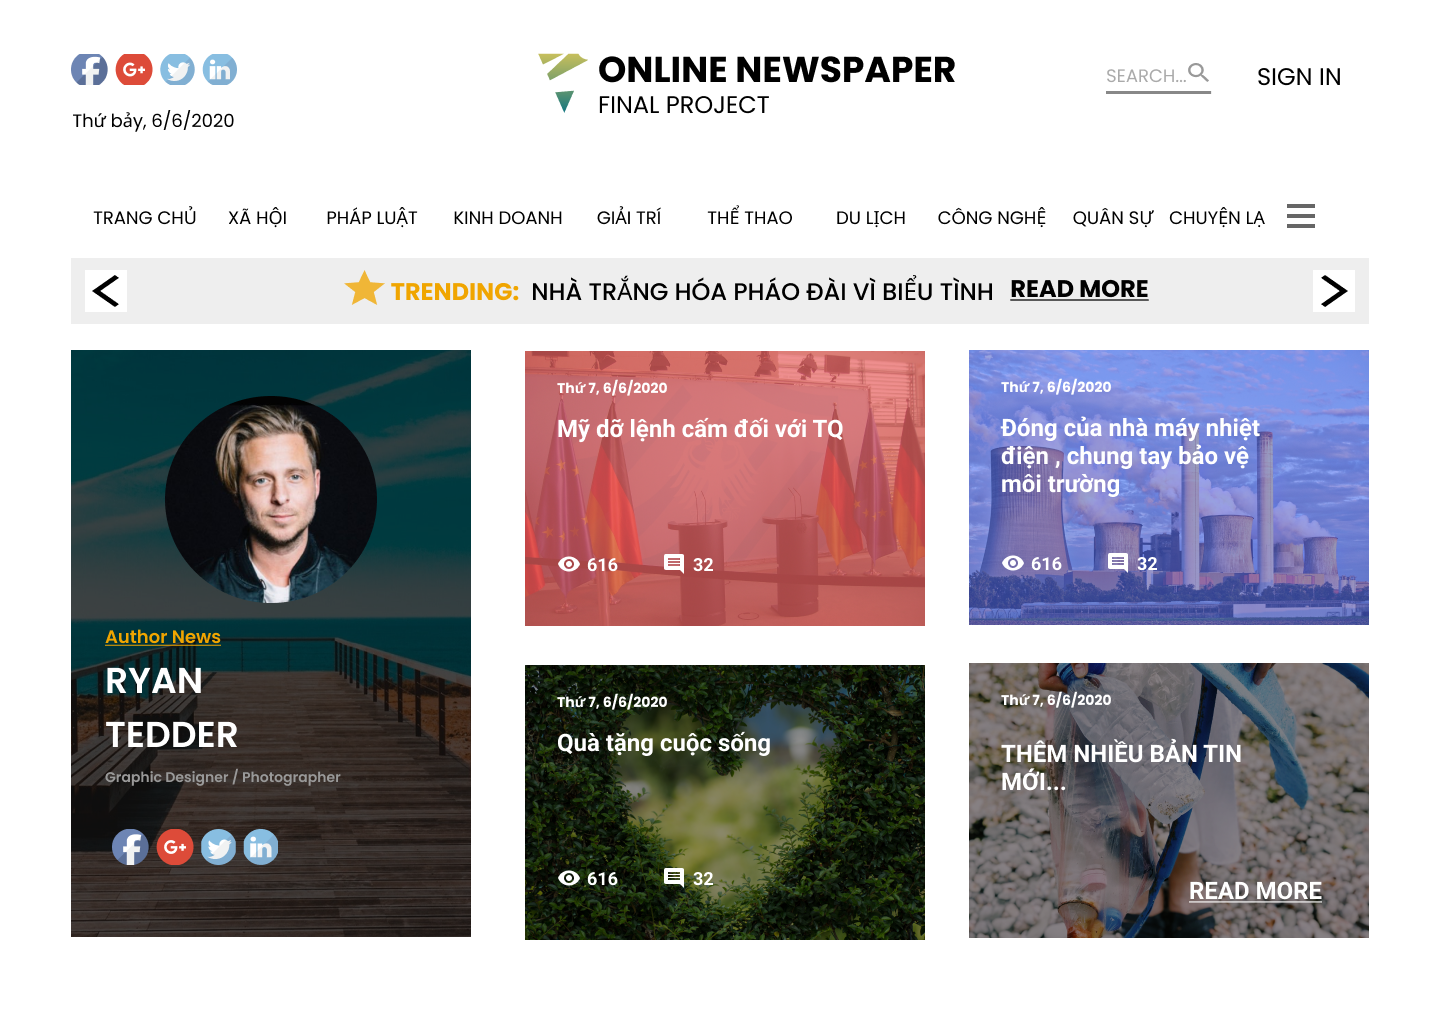 ONLINE NEWSPAPER
FINAL PROJECT
SEARCH...
SIGN IN
Thứ bảy, 6/6/2020
TRANG CHỦ XÃ HỘI PHÁP LUẬT KINH DOANH GIẢI TRÍ THỂ THAO DU LỊCH CÔNG NGHỆ QUÂN SỰ CHUYỆN LẠ
TRENDING: NHÀ TRẮNG HÓA PHÁO ĐÀI VÌ BIỂU TÌNH READ MORE
Author News
RYAN
TEDDER
Graphic Designer / Photographer
Thứ 7, 6/6/2020
Mỹ dỡ lệnh cấm đối với TQ
616 32
Thứ 7, 6/6/2020
Đóng của nhà máy nhiệt
điện , chung tay bảo vệ
môi trường
616 32
Thứ 7, 6/6/2020
Quà tặng cuộc sống
616 32
Thứ 7, 6/6/2020
THÊM NHIỀU BẢN TIN
MỚI...
READ MORE